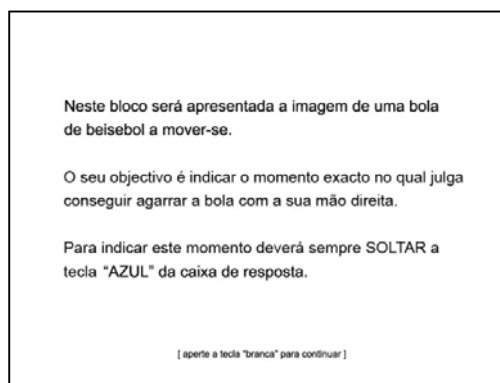 Neste bloco será apresentada a imagem de uma bola
de beisebol a mover-se.
O seu objectivo é indicar o momento exacto no qual julga
conseguir agarrar a bola com a sua mão direita.
Para indicar este momento deverá sempre SOLTAR a
tecla “AZUL” da caixa de resposta.
[ aperte a tecla "branca" para continuar ]